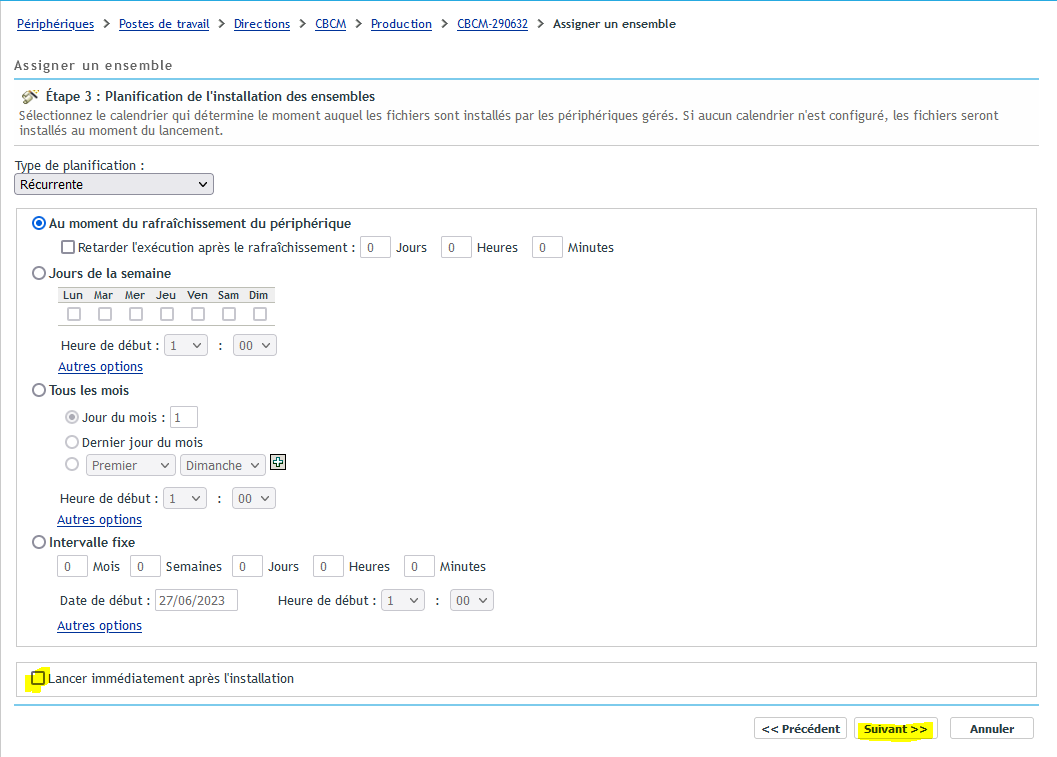 Périphériques > Postes de travail > Directions > CBCM > Production > CBCM-290632 > Assigner un ensemble
Assigner un ensemble
Étape 3 : Planification de l'installation des ensembles
Sélectionnez le calendrier qui détermine le moment auquel les fichiers sont installés par les périphériques gérés. Si aucun calendrier n'est configuré, les fichiers seront
installés au moment du lancement.
Type de planification :
Récurrente
Au moment du rafraîchissement du périphérique
Retarder l'exécution après le rafraîchissement : 0 Jours 0 Heures 0 Minutes
Jours de la semaine
Lun Mar Mer Jeu Ven Sam Dim
Heure de début : 1 : 00
Autres options
Tous les mois
Jour du mois : 1
Dernier jour du mois
Premier Dimanche
Heure de début : 1 : 00
Autres options
Intervalle fixe
0 Mois 0 Semaines 0 Jours 0 Heures 0 Minutes
Date de début : 27/06/2023 Heure de début : 1 : 00
Autres options
Lancer immédiatement après l'installation
<< Précédent Suivant >> Annuler